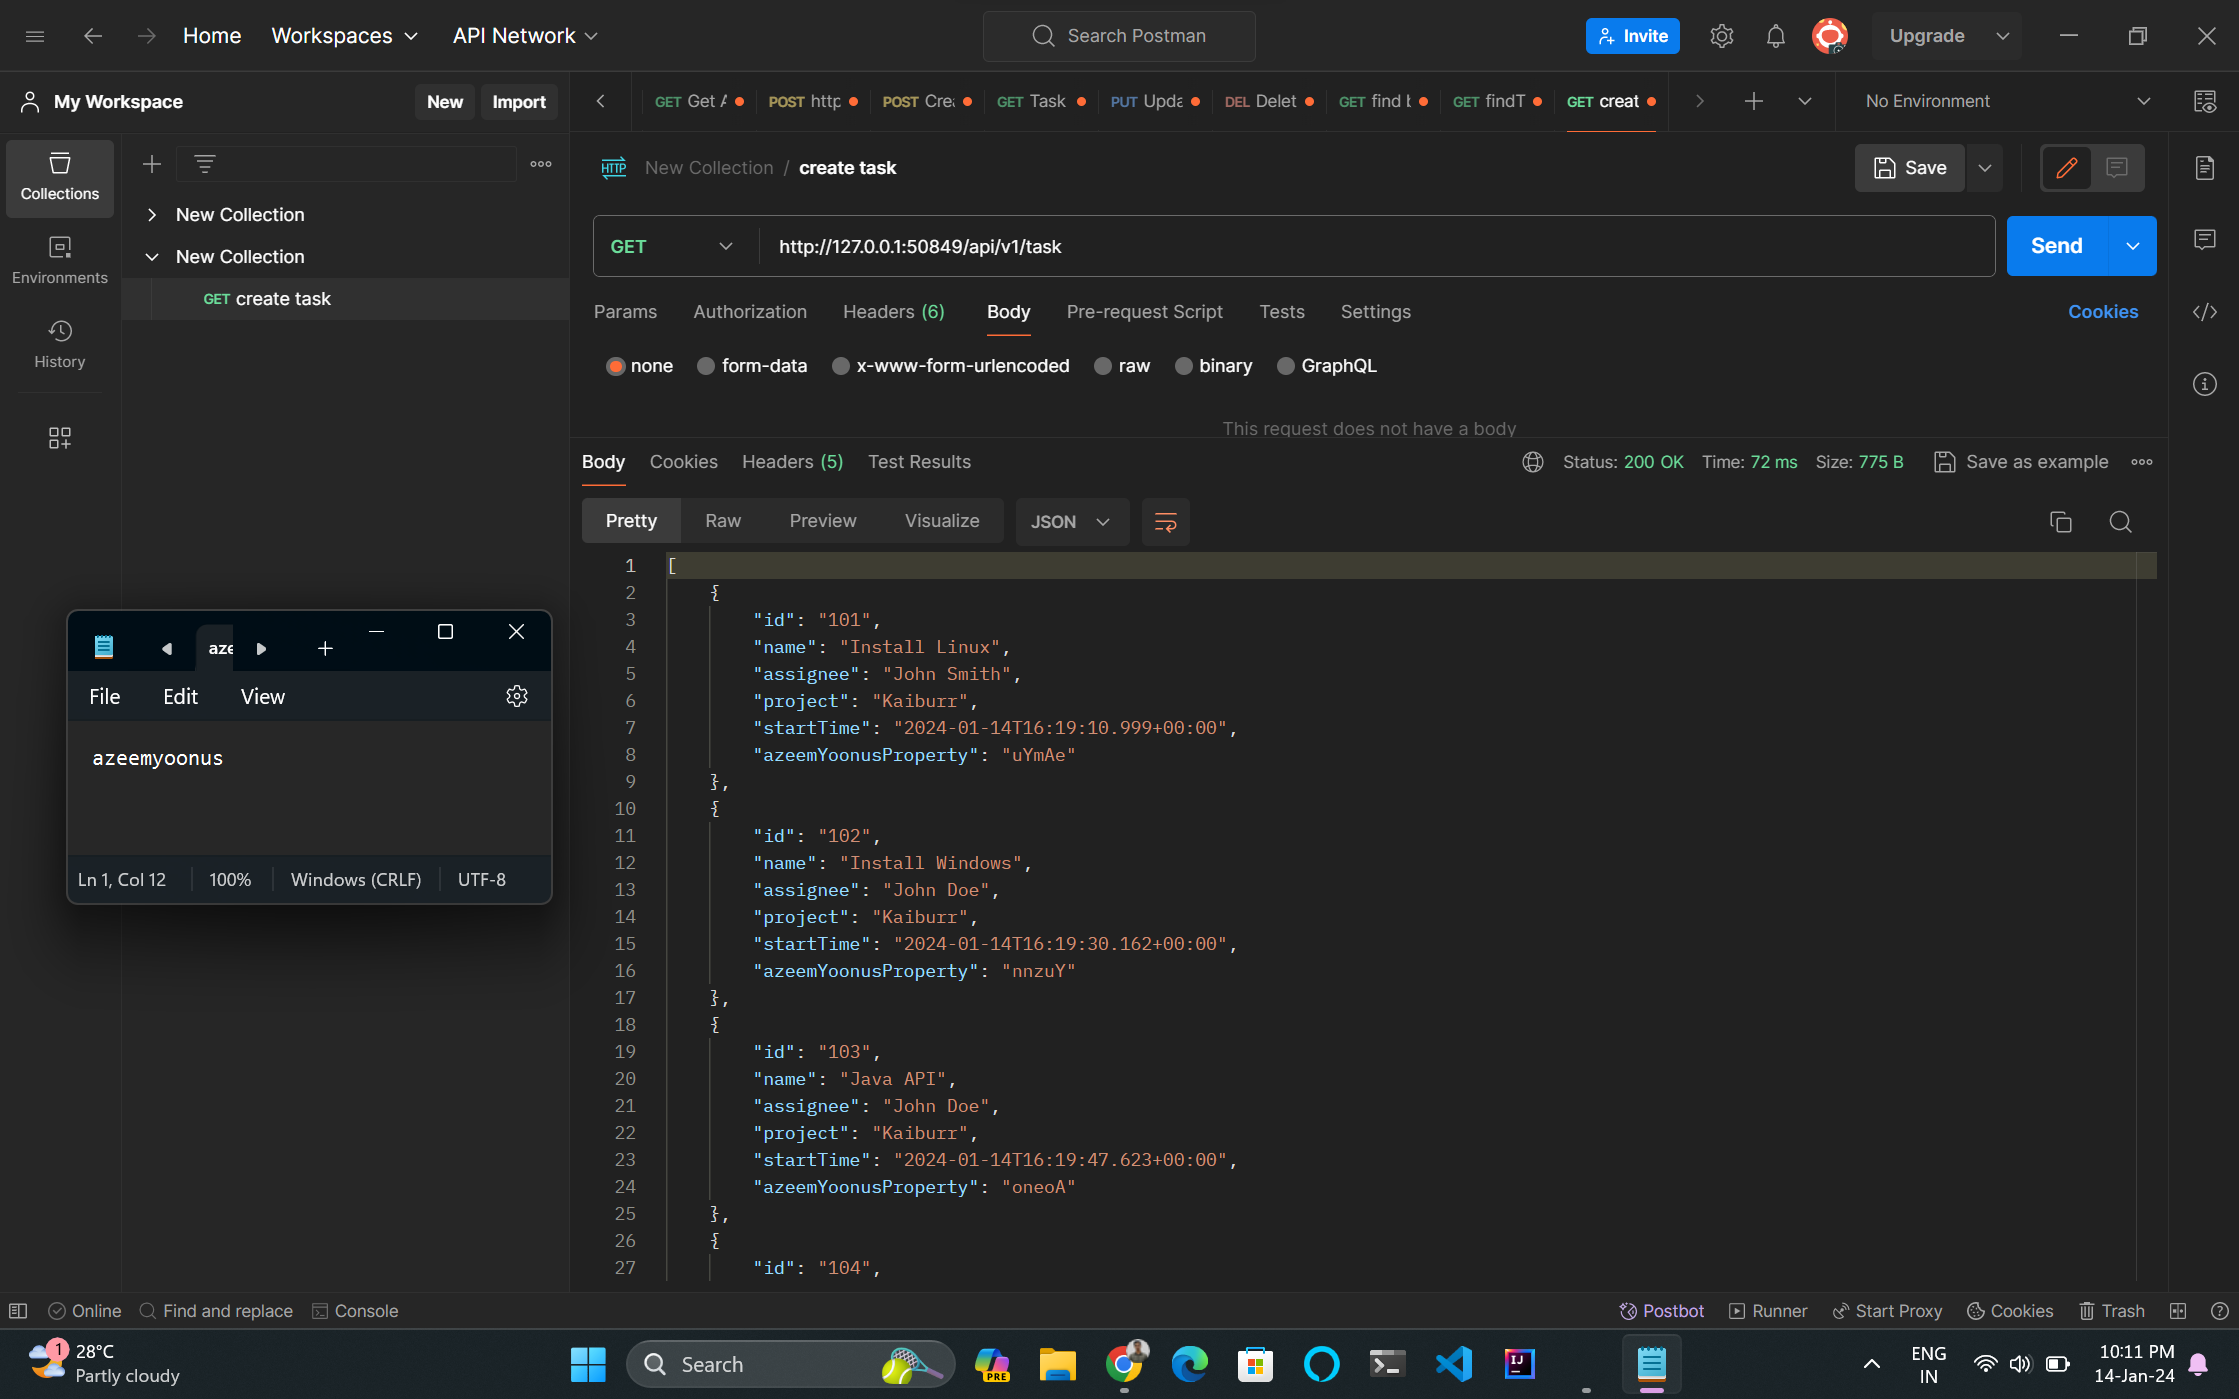 Home Workspaces API Network Search Postman Invite Upgrade
My Workspace New Import
GET Get POST http POST Cre GET Task PUT Upda DEL Delet GET find GET findT GET creat No Environment
Collections
Environments
History
New Collection
New Collection
GET create task
HTTP New Collection / create task Save
GET http://127.0.0.1:50849/api/v1/task Send
Params Authorization Headers (6) Body Pre-request Script Tests Settings Cookies
none form-data x-www-form-urlencoded raw binary GraphQL
This request does not have a body
Body Cookies Headers (5) Test Results Status: 200 OK Time: 72 ms Size: 775 B Save as example
Pretty Raw Preview Visualize JSON
1 [
2 {
3 "id": "101",
4 "name": "Install Linux",
5 "assignee": "John Smith",
6 "project": "Kaiburr",
7 "startTime": "2024-01-14T16:19:10.999+00:00",
8 "azeemYoonusProperty": "uYmAe"
9 },
10 {
11 "id": "102",
12 "name": "Install Windows",
13 "assignee": "John Doe",
14 "project": "Kaiburr",
15 "startTime": "2024-01-14T16:19:30.162+00:00",
16 "azeemYoonusProperty": "nnzuY"
17 },
18 {
19 "id": "103",
20 "name": "Java API",
21 "assignee": "John Doe",
22 "project": "Kaiburr",
23 "startTime": "2024-01-14T16:19:47.623+00:00",
24 "azeemYoonusProperty": "oneoA"
25 },
26 {
27 "id": "104",
aze
File Edit View
azeemyoonus
Ln 1, Col 12 100% Windows (CRLF) UTF-8
Online Find and replace Console Postbot Runner Start Proxy Cookies Trash
1 28°C
Partly cloudy
Search
PRE
IJ
ENG
IN
10:11 PM
14-Jan-24